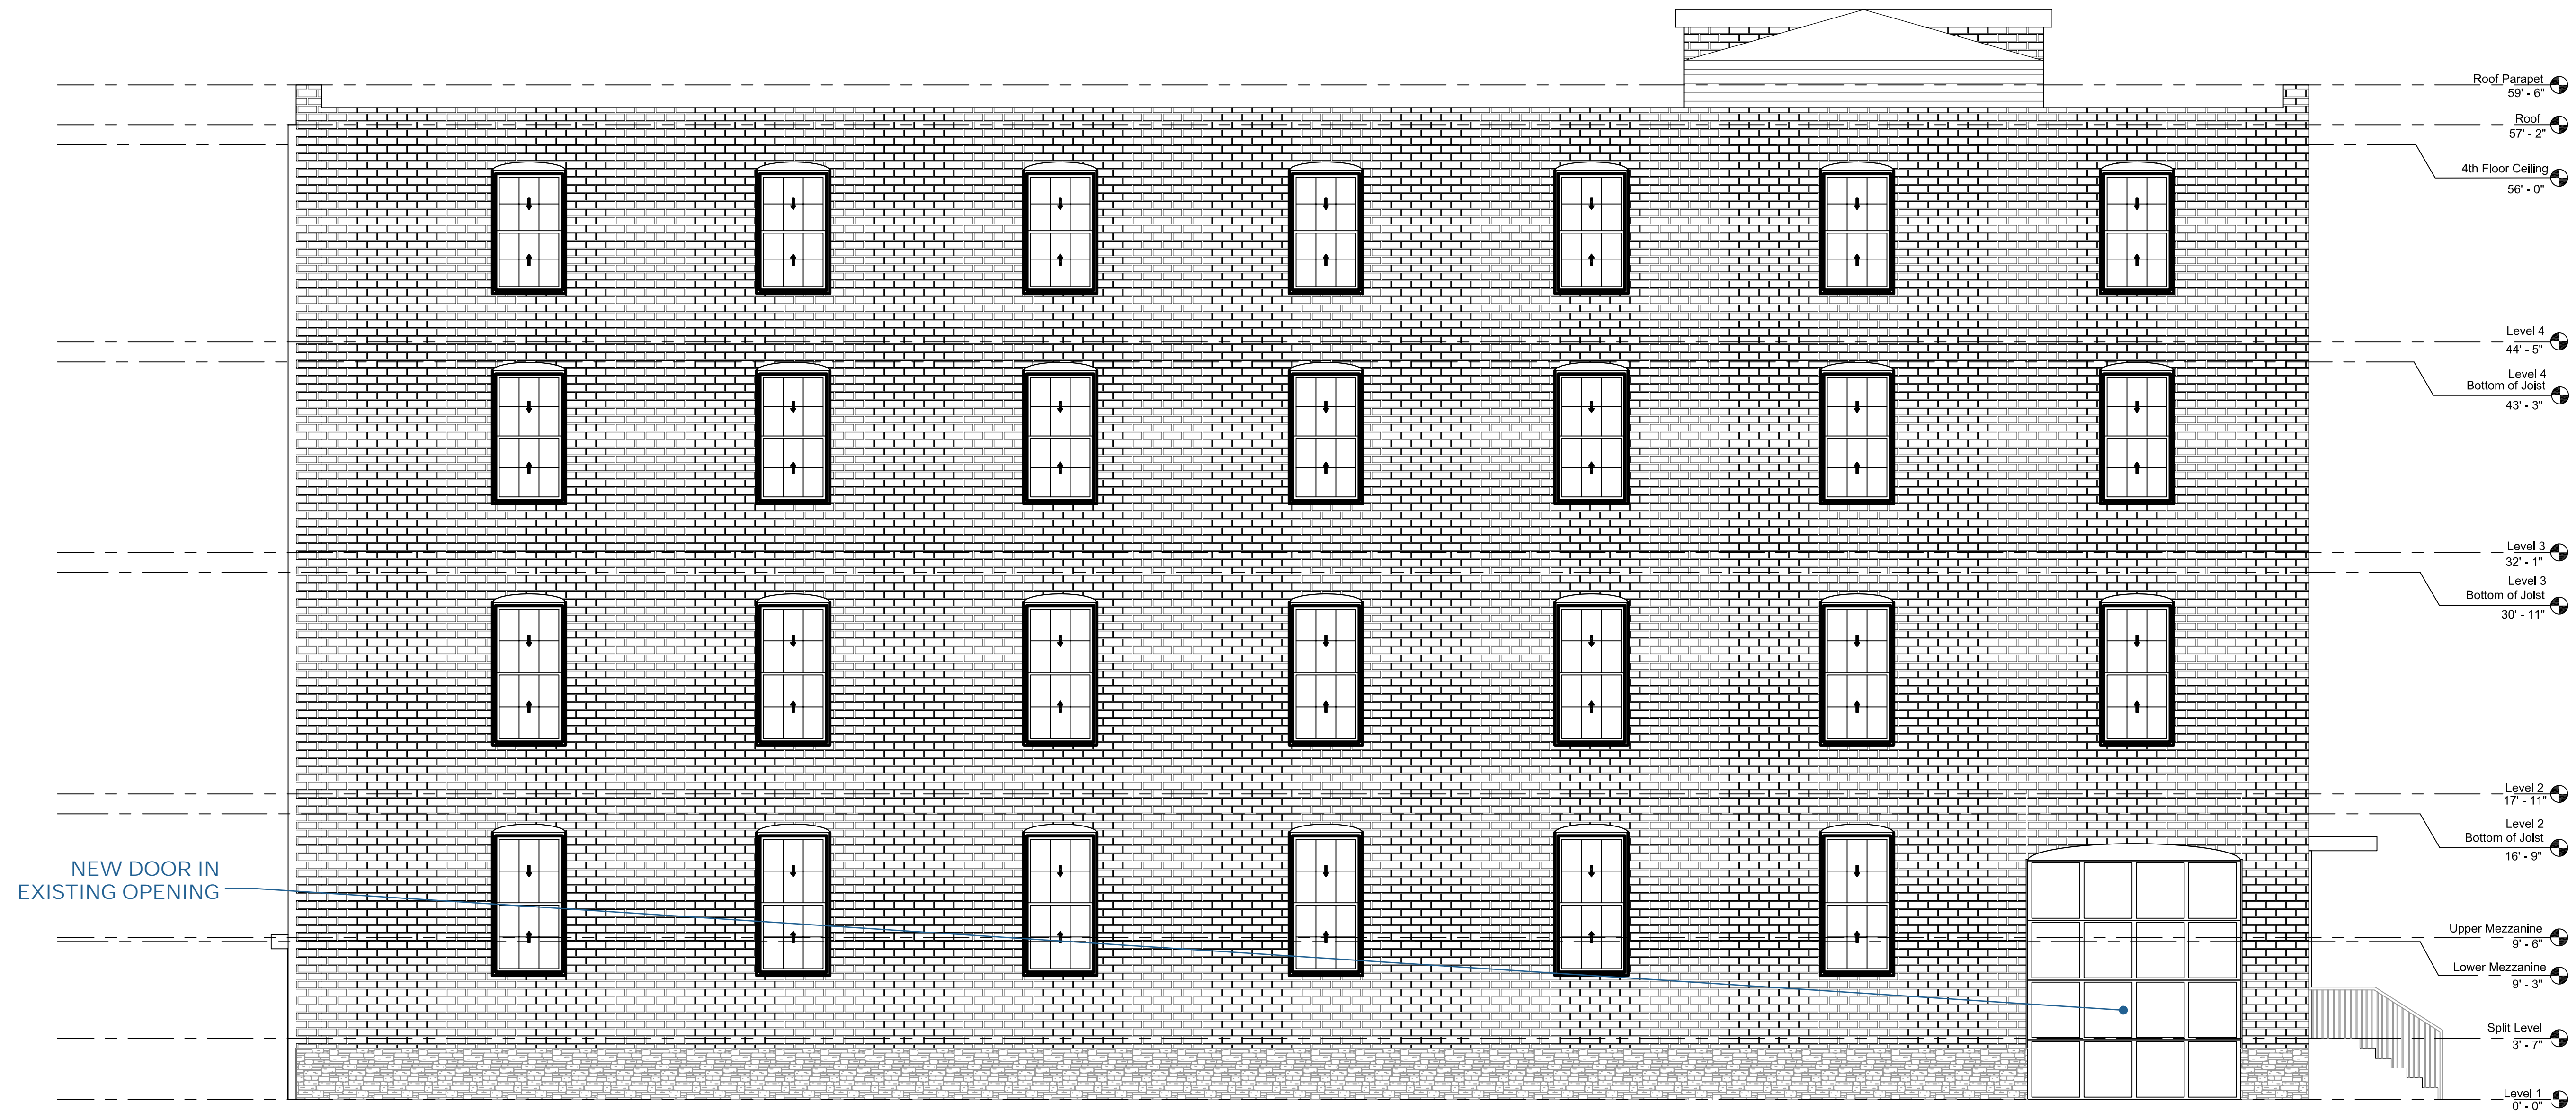 Roof Parapet
59' - 6"
Roof
57' - 2"
4th Floor Ceiling
56' - 0"
Level 4
44' - 5"
Level 4
Bottom of Joist
43' - 3"
Level 3
32' - 1"
Level 3
Bottom of Joist
30' - 11"
Level 2
17' - 11"
Level 2
Bottom of Joist
16' - 9"
NEW DOOR IN
EXISTING OPENING
Upper Mezzanine
9' - 6"
Lower Mezzanine
9' - 3"
Split Level
3' - 7"
Level 1
0' - 0"